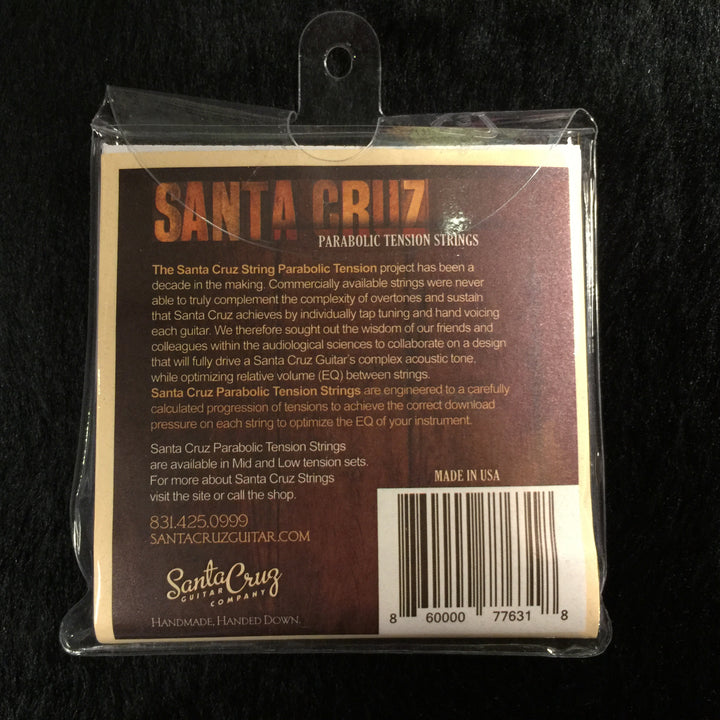 SANTA CRUZ
PARABOLIC TENSION STRINGS
The Santa Cruz String Parabolic Tension project has been a
decade in the making. Commercially available strings were never
able to truly complement the complexity of overtones and sustain
that Santa Cruz achieves by individually tap tuning and hand voicing
each guitar. We therefore sought out the wisdom of our friends and
colleagues within the audiological sciences to collaborate on a design
that will fully drive a Santa Cruz Guitar's complex acoustic tone,
while optimizing relative volume (EQ) between strings.
Santa Cruz Parabolic Tension Strings are engineered to a carefully
calculated progression of tensions to achieve the correct download
pressure on each string to optimize the EQ of your instrument.
Santa Cruz Parabolic Tension Strings
are available in Mid and Low tension sets.
For more about Santa Cruz Strings
visit the site or call the shop.
831.425.0999
SANTACRUZGUITAR.COM
Santa Cruz
GUITAR
COMPANY
HANDMADE, HANDED DOWN.
MADE IN USA
8 60000 77631 8